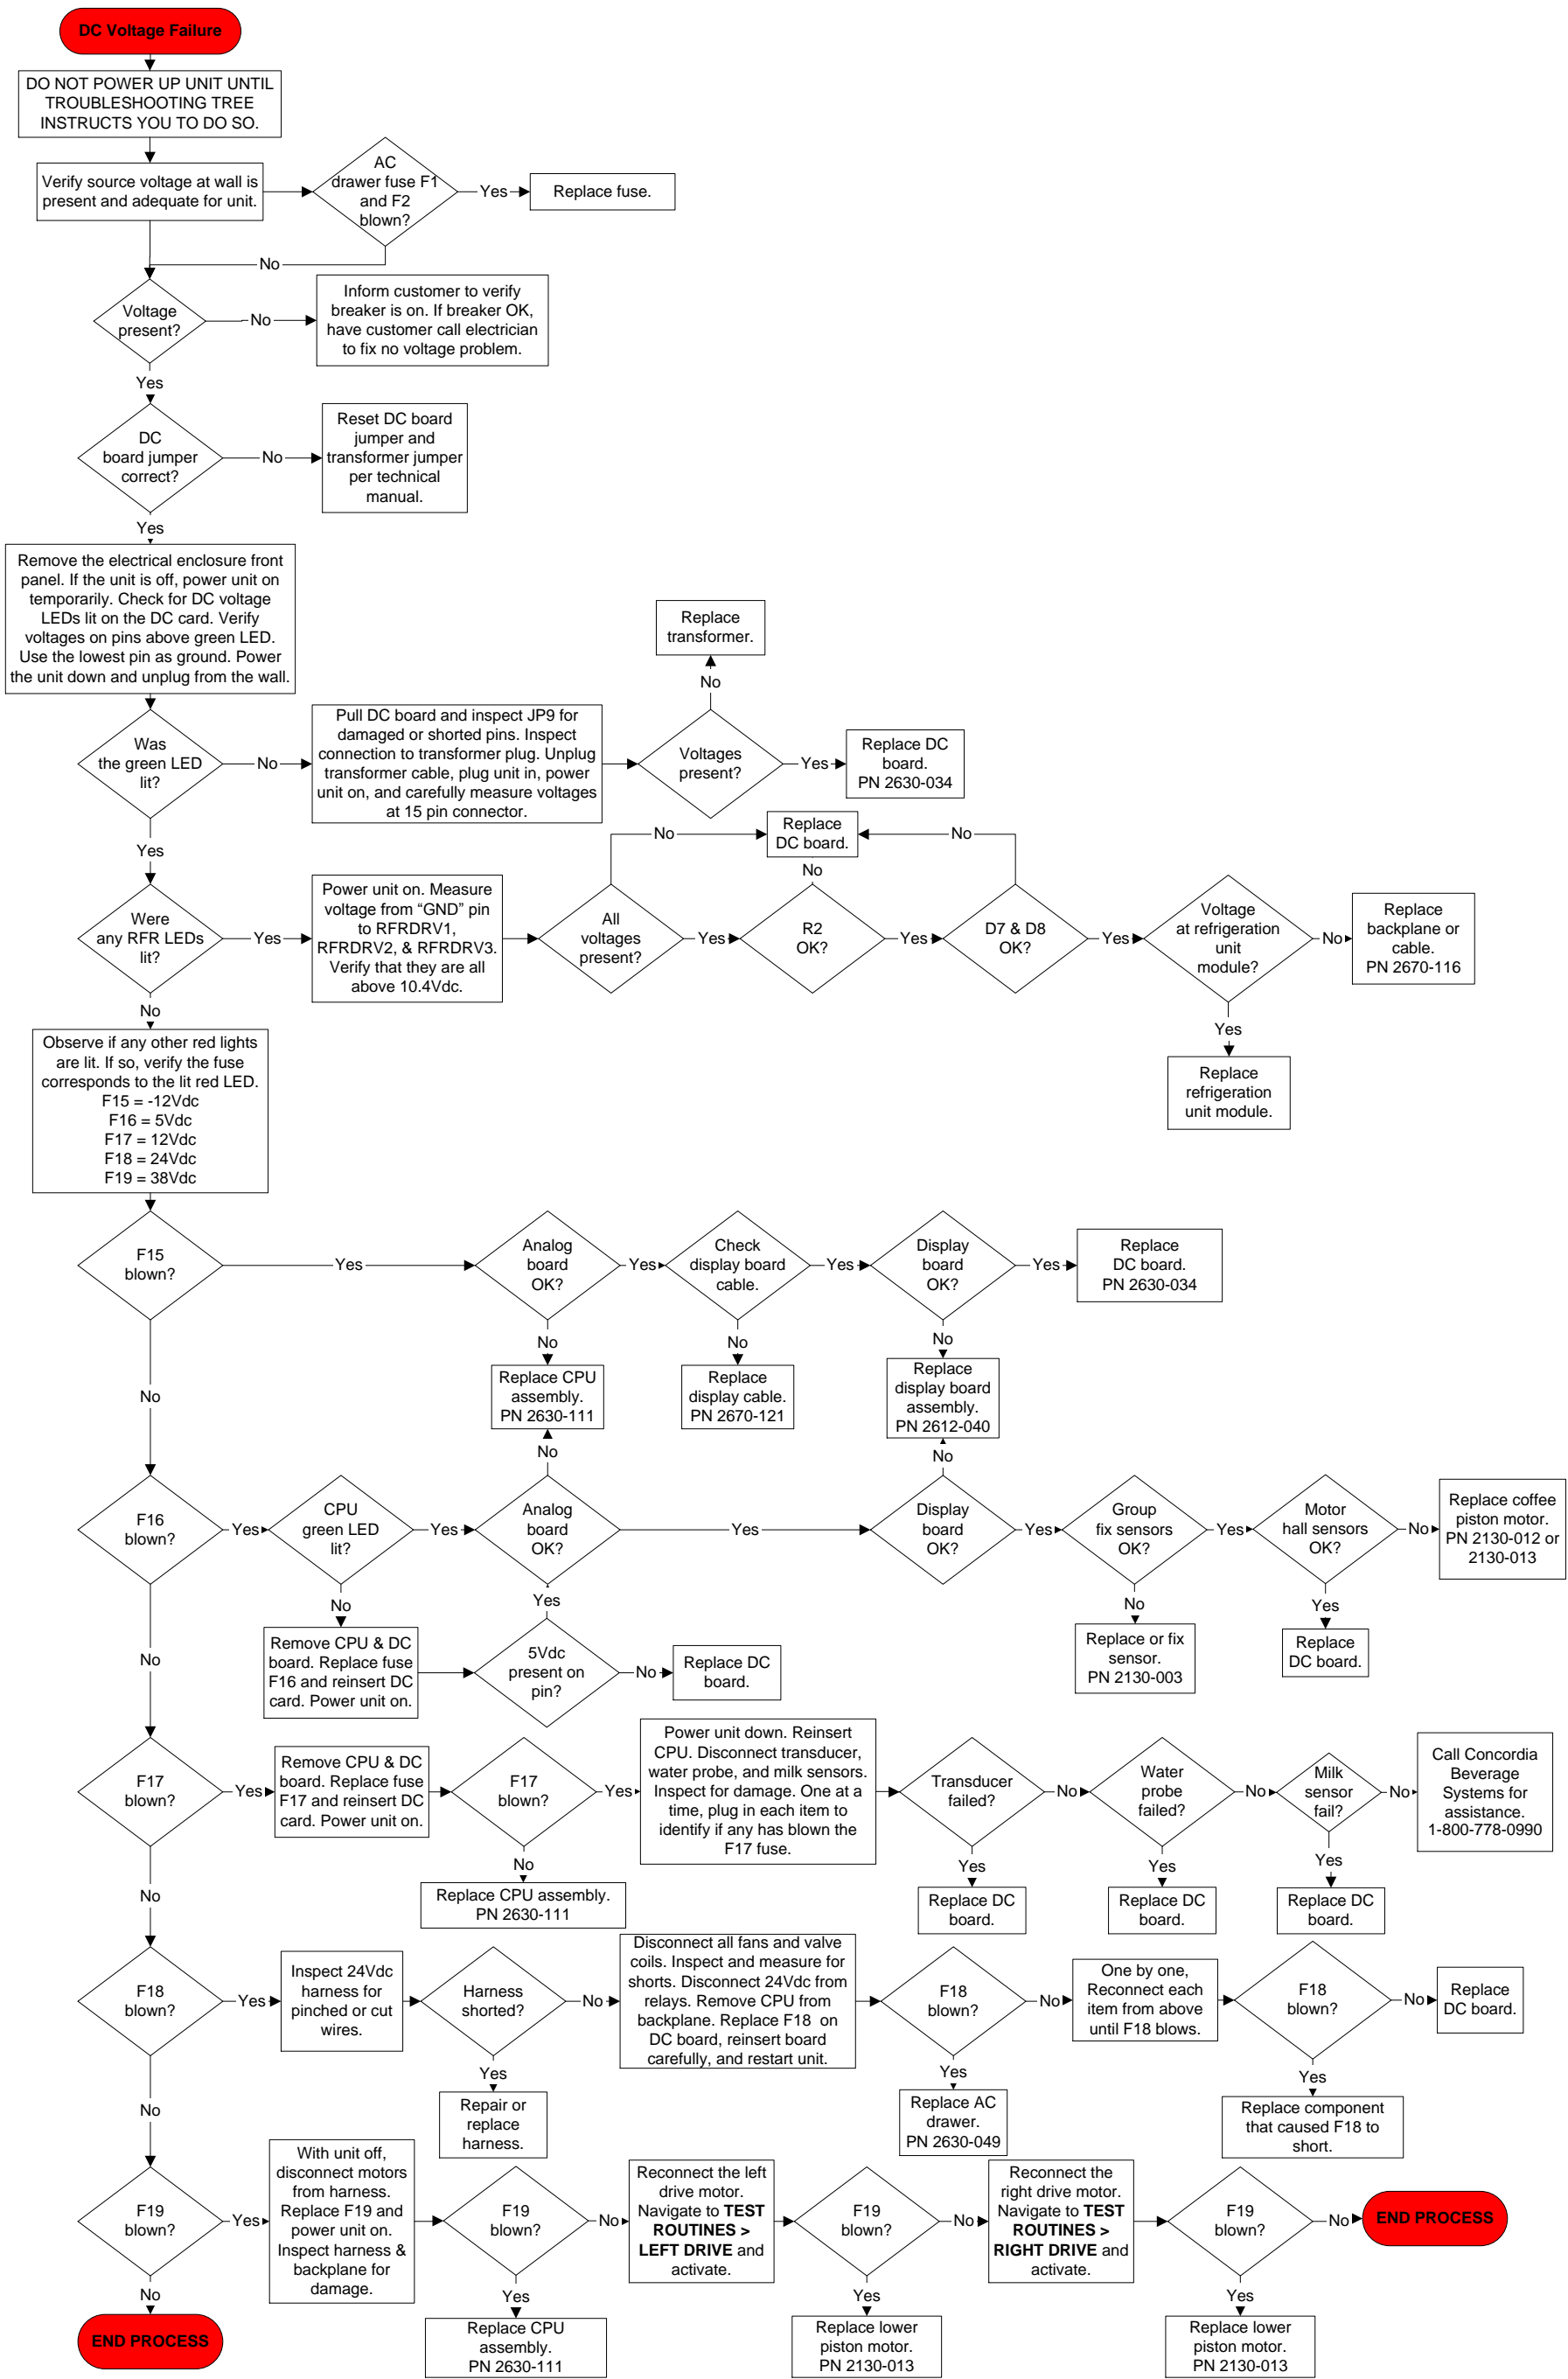 DC Voltage Failure
DO NOT POWER UP UNIT UNTIL
TROUBLESHOOTING TREE
INSTRUCTS YOU TO DO SO.
Verify source voltage at wall is
present and adequate for unit.
AC
drawer fuse F1
and F2
blown?
Yes
Replace fuse.
No
Voltage
present?
No
Inform customer to verify
breaker is on. If breaker OK,
have customer call electrician
to fix no voltage problem.
Yes
DC
board jumper
correct?
No
Reset DC board
jumper and
transformer jumper
per technical
manual.
Yes
Remove the electrical enclosure front
panel. If the unit is off, power unit on
temporarily. Check for DC voltage
LEDs lit on the DC card. Verify
voltages on pins above green LED.
Use the lowest pin as ground. Power
the unit down and unplug from the wall.
Was
the green LED
lit?
No
Pull DC board and inspect JP9 for
damaged or shorted pins. Inspect
connection to transformer plug. Unplug
transformer cable, plug unit in, power
unit on, and carefully measure voltages
at 15 pin connector.
Voltages
present?
No
Replace
transformer.
Yes
Replace DC
board.
PN 2630-034
Yes
Were
any RFR LEDs
lit?
Yes
Power unit on. Measure
voltage from “GND” pin
to RFRDRV1,
RFRDRV2, & RFRDRV3.
Verify that they are all
above 10.4Vdc.
All
voltages
present?
No
Replace
DC board.
Yes
R2
OK?
No
Yes
D7 & D8
OK?
No
Yes
Voltage
at refrigeration
unit
module?
No
Replace
backplane or
cable.
PN 2670-116
Yes
Replace
refrigeration
unit module.
No
Observe if any other red lights
are lit. If so, verify the fuse
corresponds to the lit red LED.
F15 = -12Vdc
F16 = 5Vdc
F17 = 12Vdc
F18 = 24Vdc
F19 = 38Vdc
F15
blown?
Yes
Analog
board
OK?
Yes
Check
display board
cable.
Yes
Display
board
OK?
Yes
Replace
DC board.
PN 2630-034
No
Replace CPU
assembly.
PN 2630-111
No
Replace
display cable.
PN 2670-121
No
Replace
display board
assembly.
PN 2612-040
No
F16
blown?
Yes
CPU
green LED
lit?
Yes
No
Analog
board
OK?
Yes
No
Display
board
OK?
Yes
Group
fix sensors
OK?
Yes
Motor
hall sensors
OK?
No
Replace coffee
piston motor.
PN 2130-012 or
2130-013
No
Remove CPU & DC
board. Replace fuse
F16 and reinsert DC
card. Power unit on.
Yes
5Vdc
present on
pin?
No
Replace DC
board.
No
Replace or fix
sensor.
PN 2130-003
Yes
Replace
DC board.
No
F17
blown?
Yes
Remove CPU & DC
board. Replace fuse
F17 and reinsert DC
card. Power unit on.
F17
blown?
Yes
Power unit down. Reinsert
CPU. Disconnect transducer,
water probe, and milk sensors.
Inspect for damage. One at a
time, plug in each item to
identify if any has blown the
F17 fuse.
Transducer
failed?
No
Water
probe
failed?
No
Milk
sensor
fail?
No
Call Concordia
Beverage
Systems for
assistance.
1-800-778-0990
No
Replace CPU assembly.
PN 2630-111
Yes
Replace DC
board.
Yes
Replace DC
board.
Yes
Replace DC
board.
No
F18
blown?
Yes
Inspect 24Vdc
harness for
pinched or cut
wires.
Harness
shorted?
No
Disconnect all fans and valve
coils. Inspect and measure for
shorts. Disconnect 24Vdc from
relays. Remove CPU from
backplane. Replace F18 on
DC board, reinsert board
carefully, and restart unit.
F18
blown?
No
One by one,
Reconnect each
item from above
until F18 blows.
F18
blown?
No
Replace
DC board.
Yes
Repair or
replace
harness.
Yes
Replace AC
drawer.
PN 2630-049
Yes
Replace component
that caused F18 to
short.
No
F19
blown?
Yes
With unit off,
disconnect motors
from harness.
Replace F19 and
power unit on.
Inspect harness &
backplane for
damage.
F19
blown?
No
Reconnect the left
drive motor.
Navigate to TEST
ROUTINES >
LEFT DRIVE and
activate.
F19
blown?
No
Reconnect the
right drive motor.
Navigate to TEST
ROUTINES >
RIGHT DRIVE and
activate.
F19
blown?
No
END PROCESS
No
END PROCESS
Yes
Replace CPU
assembly.
PN 2630-111
Yes
Replace lower
piston motor.
PN 2130-013
Yes
Replace lower
piston motor.
PN 2130-013